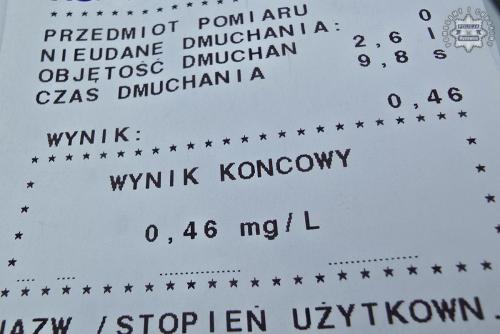 PRZEDMIOT POMIARU
NIEUDANE DMUCHANIA: 0
OBJĘTOŚĆ DMUCHAN 2,6 l
CZAS DMUCHANIA 9,8 s
WYNIK: 0,46
* * * * * * * * * * * * * * * * * * * * * * * *
* WYNIK KONCOWY *
* 0,46 mg/L *
* * * * * * * * * * * * * * * * * * * * * * * *
NAZW /STOPIEŃ UŻYTKOWN.